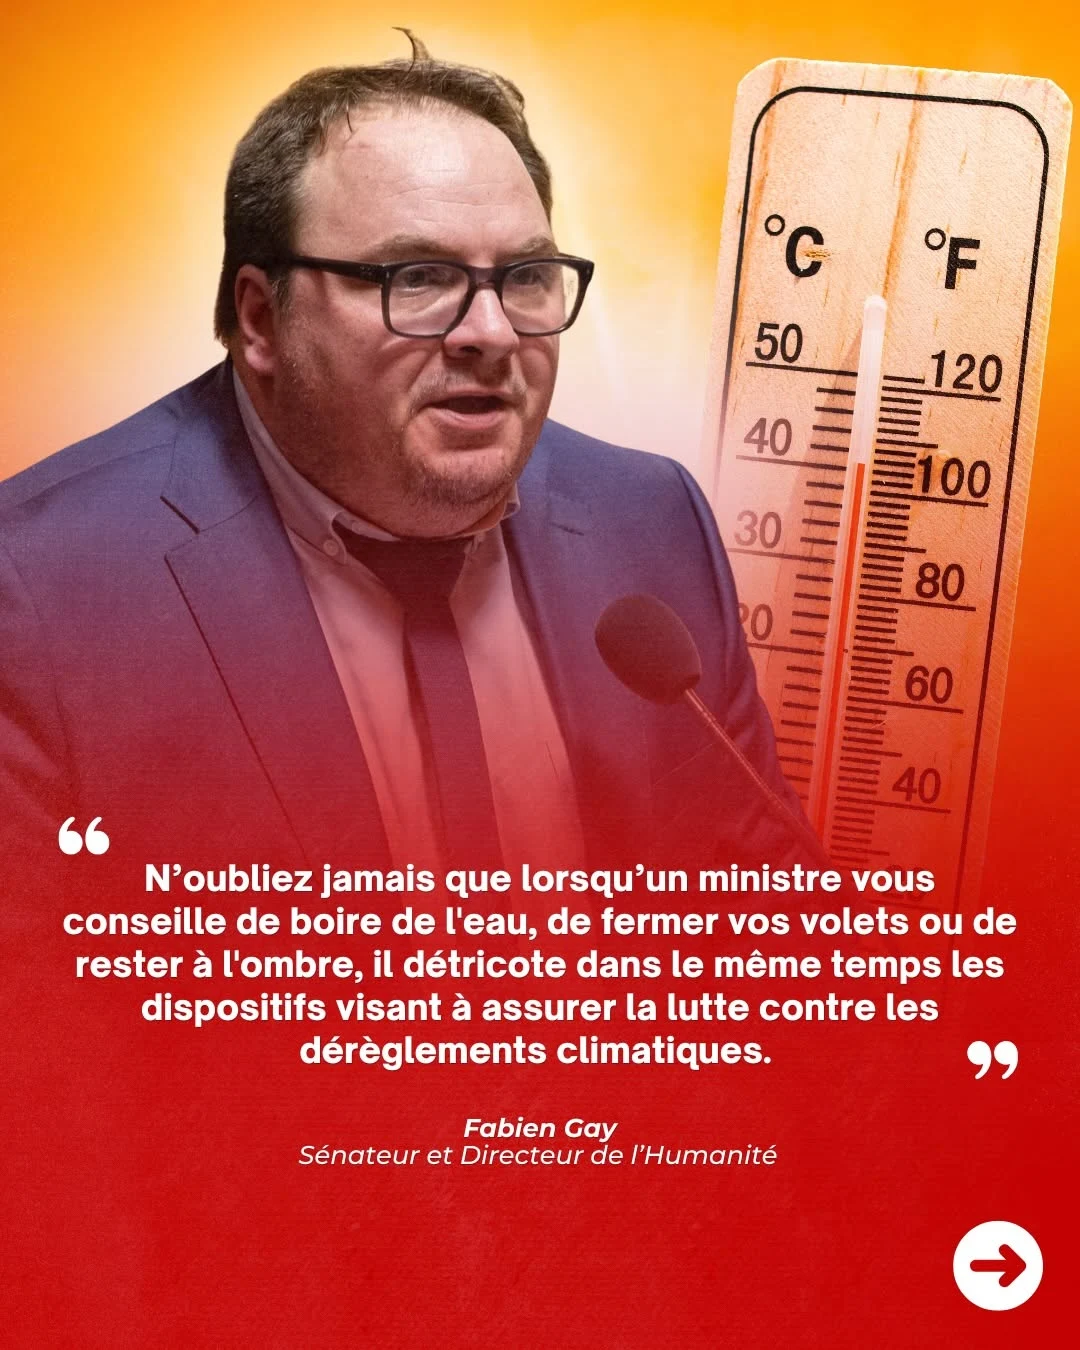 °C
°F
50
120
40
100
30
80
20
60
40
“
N’oubliez jamais que lorsqu’un ministre vous
conseille de boire de l'eau, de fermer vos volets ou de
rester à l'ombre, il détricote dans le même temps les
dispositifs visant à assurer la lutte contre les
dérèglements climatiques.
”
Fabien Gay
Sénateur et Directeur de l’Humanité